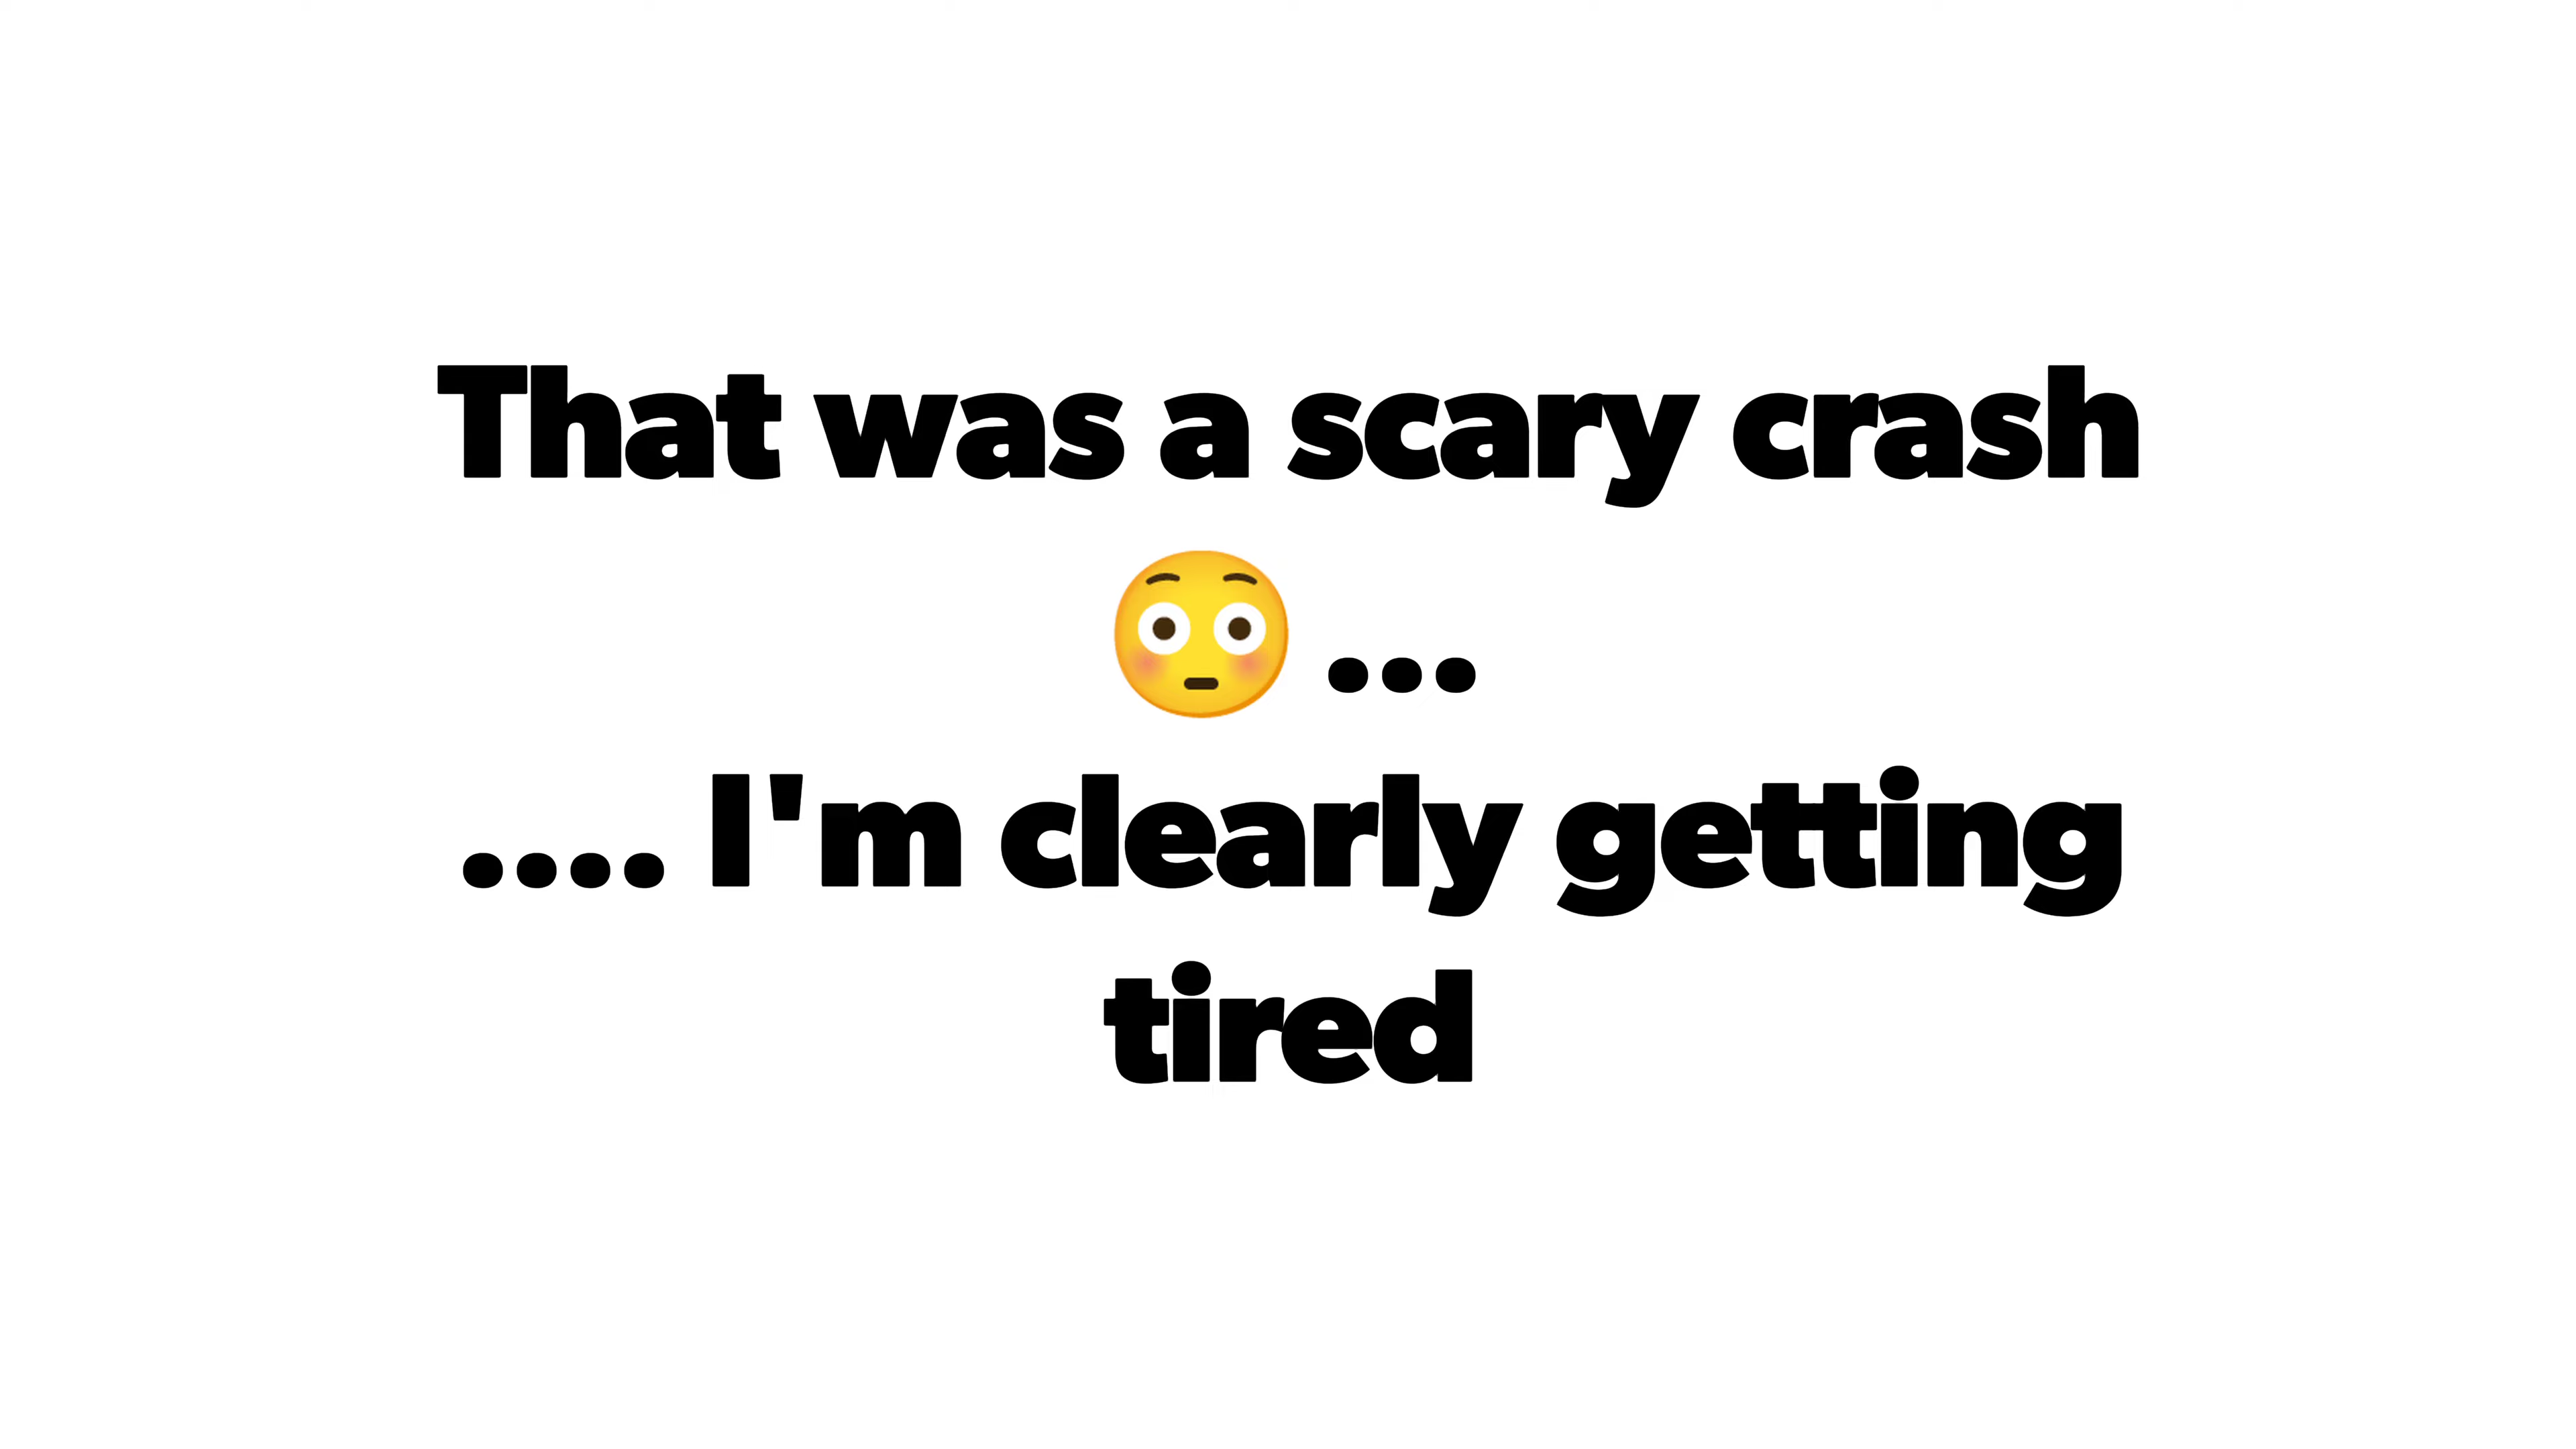 That was a scary crash
😳 ...
.... I'm clearly getting
tired